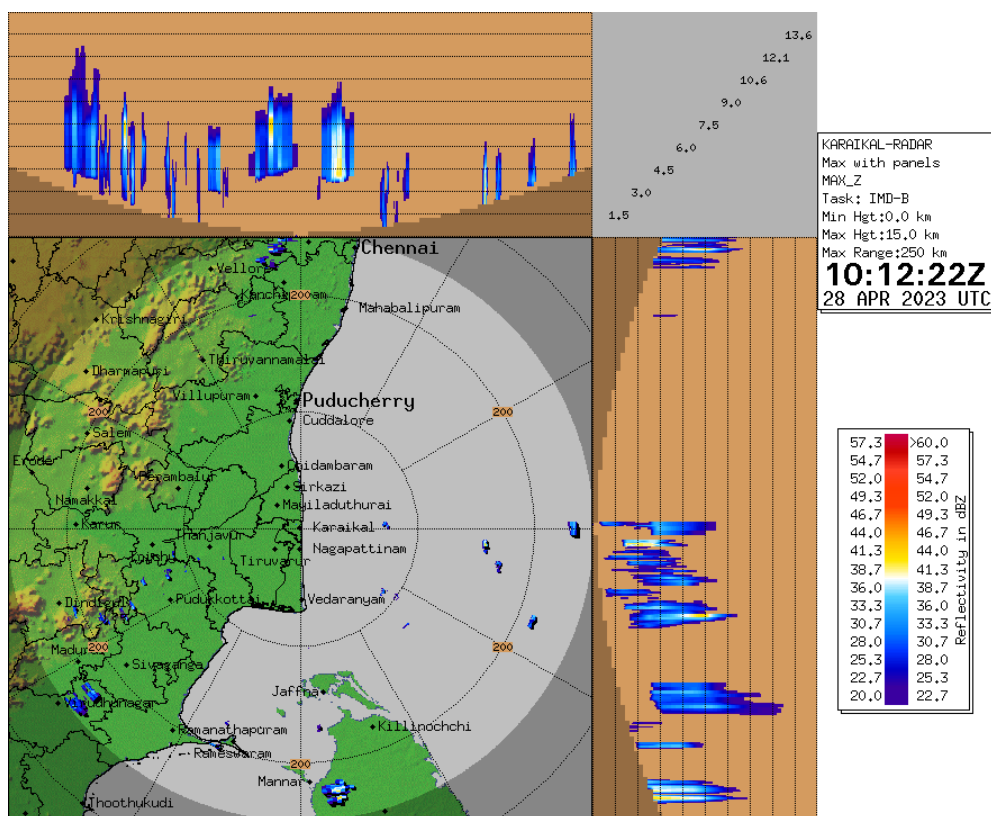 13.6
12.1
10.6
9.0
7.5
6.0
4.5
3.0
1.5
KARAIKAL-RADAR
Max with panels
MAX_Z
Task: IMD-B
Min Hgt:0.0 km
Max Hgt:15.0 km
Max Range:250 km
10:12:22Z
28 APR 2023 UTC
Chennai
Vellore
200
Mahabalipuram
Krishnagiri
Thiruvannamalai
Dharmapuri
Villupuram
Puducherry
200
200
Cuddalore
Salem
Erode
Chidambaram
Perambalur
Sirkazi
Namakkal
Mayiladuthurai
Karur
Karaikal
Thanjavur
Nagapattinam
Tiruvarur
Dindigul
Pudukkottai
Vedaranyam
200
200
Sivaganga
Jaffna
Virudhunagar
Killinochchi
Ramanathapuram
Rameswaram
200
Mannar
Thoothukudi
57.3 >60.0
54.7 57.3
52.0 54.7
49.3 52.0
46.7 49.3
44.0 46.7
41.3 44.0
38.7 41.3
36.0 38.7
33.3 36.0
30.7 33.3
28.0 30.7
25.3 28.0
22.7 25.3
20.0 22.7
Reflectivity in dBZ